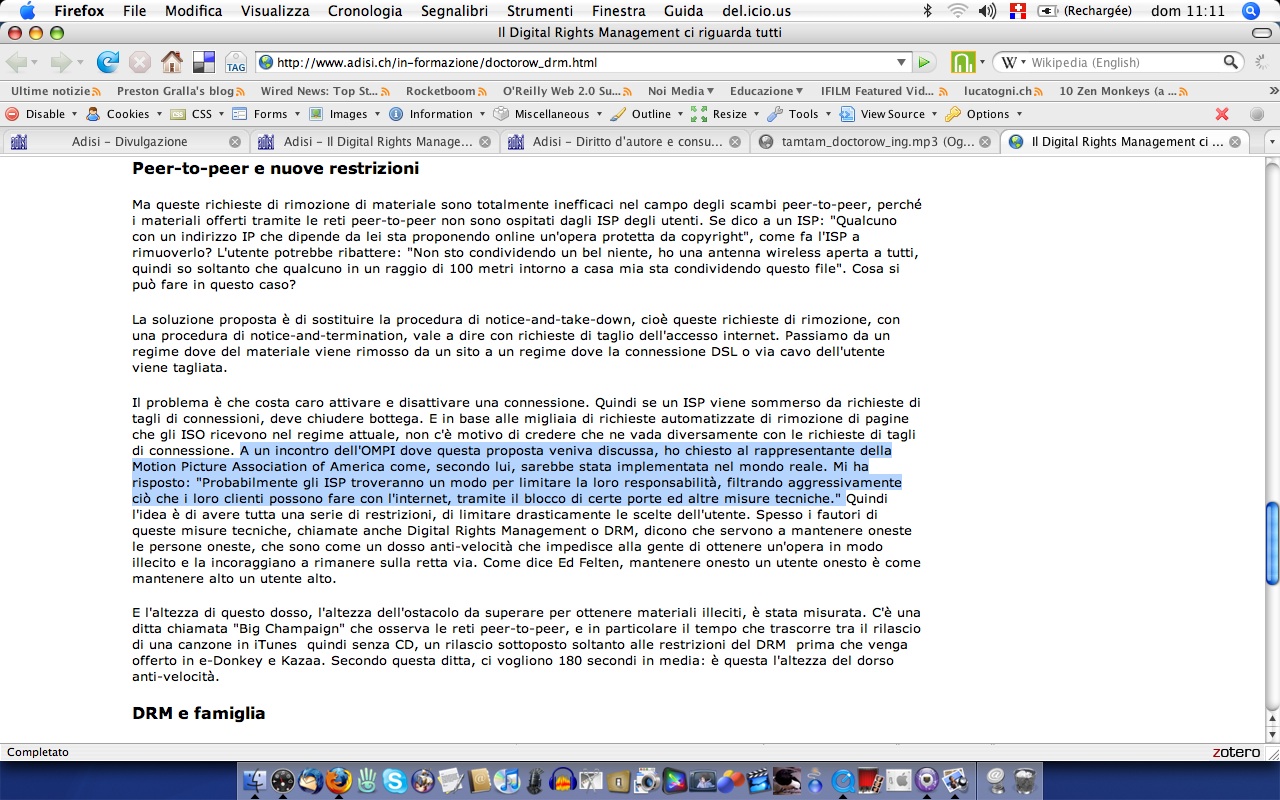 Firefox File Modifica Visualizza Cronologia Segnalibri Strumenti Finestra Guida del.icio.us (Rechargée) dom 11:11
Il Digital Rights Management ci riguarda tutti
TAG http://www.adisi.ch/in-formazione/doctorow_drm.html W Wikipedia (English)
Ultime notizie Preston Gralla's blog Wired News: Top St... Rocketboom O'Reilly Web 2.0 Su... Noi Media Educazione IFILM Featured Vid... lucatogni.ch 10 Zen Monkeys (a ... »
Disable Cookies CSS Forms Images Information Miscellaneous Outline Resize Tools View Source Options
Adisi – Divulgazione Adisi – Il Digital Rights Manage... Adisi – Diritto d'autore e consu... tamtam_doctorow_ing.mp3 (Og... Il Digital Rights Management ci ...
Peer-to-peer e nuove restrizioni
Ma queste richieste di rimozione di materiale sono totalmente inefficaci nel campo degli scambi peer-to-peer, perché
i materiali offerti tramite le reti peer-to-peer non sono ospitati dagli ISP degli utenti. Se dico a un ISP: "Qualcuno
con un indirizzo IP che dipende da lei sta proponendo online un'opera protetta da copyright", come fa l'ISP a
rimuoverlo? L'utente potrebbe ribattere: "Non sto condividendo un bel niente, ho una antenna wireless aperta a tutti,
quindi so soltanto che qualcuno in un raggio di 100 metri intorno a casa mia sta condividendo questo file". Cosa si
può fare in questo caso?
La soluzione proposta è di sostituire la procedura di notice-and-take-down, cioè queste richieste di rimozione, con
una procedura di notice-and-termination, vale a dire con richieste di taglio dell'accesso internet. Passiamo da un
regime dove del materiale viene rimosso da un sito a un regime dove la connessione DSL o via cavo dell'utente
viene tagliata.
Il problema è che costa caro attivare e disattivare una connessione. Quindi se un ISP viene sommerso da richieste di
tagli di connessioni, deve chiudere bottega. E in base alle migliaia di richieste automatizzate di rimozione di pagine
che gli ISO ricevono nel regime attuale, non c'è motivo di credere che ne vada diversamente con le richieste di tagli
di connessione. A un incontro dell'OMPI dove questa proposta veniva discussa, ho chiesto al rappresentante della
Motion Picture Association of America come, secondo lui, sarebbe stata implementata nel mondo reale. Mi ha
risposto: "Probabilmente gli ISP troveranno un modo per limitare la loro responsabilità, filtrando aggressivamente
ciò che i loro clienti possono fare con l'internet, tramite il blocco di certe porte ed altre misure tecniche." Quindi
l'idea è di avere tutta una serie di restrizioni, di limitare drasticamente le scelte dell'utente. Spesso i fautori di
queste misure tecniche, chiamate anche Digital Rights Management o DRM, dicono che servono a mantenere oneste
le persone oneste, che sono come un dosso anti-velocità che impedisce alla gente di ottenere un'opera in modo
illecito e la incoraggiano a rimanere sulla retta via. Come dice Ed Felten, mantenere onesto un utente onesto è come
mantenere alto un utente alto.
E l'altezza di questo dosso, l'altezza dell'ostacolo da superare per ottenere materiali illeciti, è stata misurata. C'è una
ditta chiamata "Big Champaign" che osserva le reti peer-to-peer, e in particolare il tempo che trascorre tra il rilascio
di una canzone in iTunes  quindi senza CD, un rilascio sottoposto soltanto alle restrizioni del DRM  prima che venga
offerto in e-Donkey e Kazaa. Secondo questa ditta, ci vogliono 180 secondi in media: è questa l'altezza del dorso
anti-velocità.
DRM e famiglia
Completato zotero